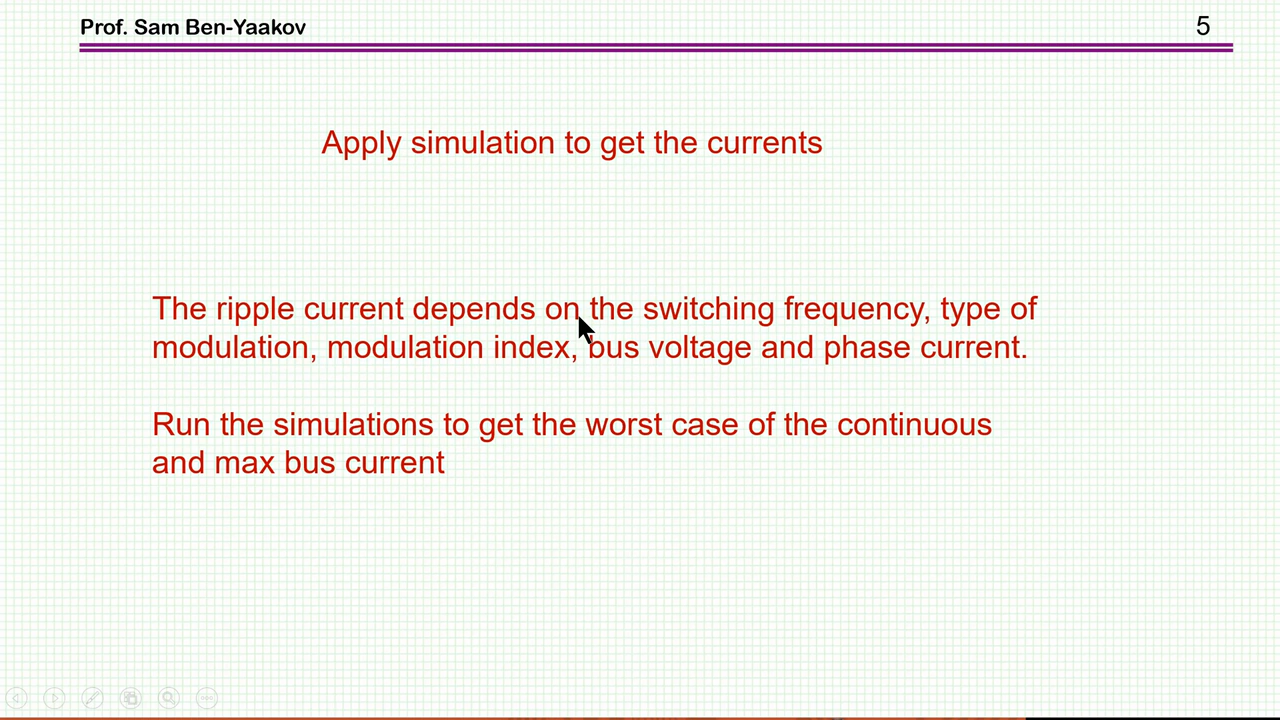 Prof. Sam Ben-Yaakov
5
Apply simulation to get the currents
The ripple current depends on the switching frequency, type of
modulation, modulation index, bus voltage and phase current.
Run the simulations to get the worst case of the continuous
and max bus current